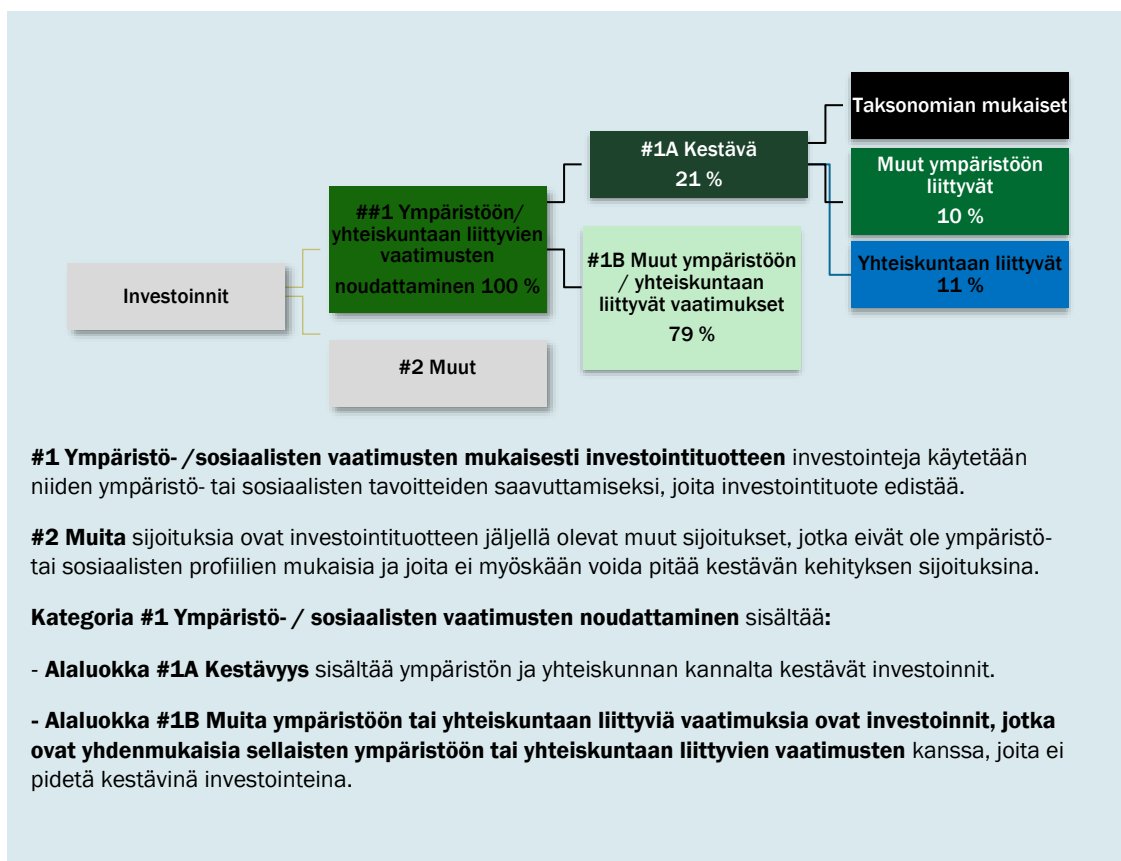 Investoinnit
##1 Ympäristöön/
yhteiskuntaan liittyvien
vaatimusten
noudattaminen 100 %
#2 Muut
#1A Kestävä
21 %
#1B Muut ympäristöön
/ yhteiskuntaan
liittyvät vaatimukset
79 %
Taksonomian mukaiset
Muut ympäristöön
liittyvät
10 %
Yhteiskuntaan liittyvät
11 %
#1 Ympäristö- /sosiaalisten vaatimusten mukaisesti investointituotteen investointeja käytetään
niiden ympäristö- tai sosiaalisten tavoitteiden saavuttamiseksi, joita investointituote edistää.
#2 Muita sijoituksia ovat investointituotteen jäljellä olevat muut sijoitukset, jotka eivät ole ympäristö-
tai sosiaalisten profiilien mukaisia ja joita ei myöskään voida pitää kestävän kehityksen sijoituksina.
Kategoria #1 Ympäristö- / sosiaalisten vaatimusten noudattaminen sisältää:
- Alaluokka #1A Kestävyys sisältää ympäristön ja yhteiskunnan kannalta kestävät investoinnit.
- Alaluokka #1B Muita ympäristöön tai yhteiskuntaan liittyviä vaatimuksia ovat investoinnit, jotka
ovat yhdenmukaisia sellaisten ympäristöön tai yhteiskuntaan liittyvien vaatimusten kanssa, joita ei
pidetä kestävinä investointeina.